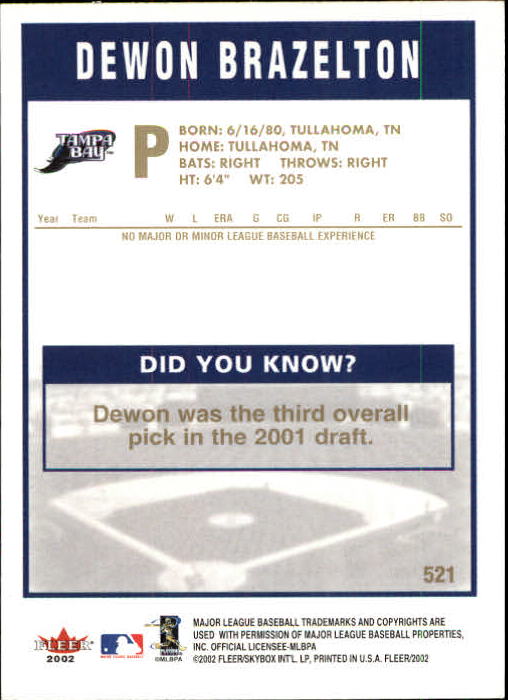 DEWON BRAZELTON
TAMPA
BAY
P
BORN: 6/16/80, TULLAHOMA, TN
HOME: TULLAHOMA, TN
BATS: RIGHT THROWS: RIGHT
HT: 6'4" WT: 205
Year Team W L ERA G CG IP R ER BB SO
NO MAJOR OR MINOR LEAGUE BASEBALL EXPERIENCE
DID YOU KNOW?
Dewon was the third overall
pick in the 2001 draft.
521
FLEER
2002
©MLBPA
MAJOR LEAGUE BASEBALL TRADEMARKS AND COPYRIGHTS ARE
USED WITH PERMISSION OF MAJOR LEAGUE BASEBALL PROPERTIES,
INC. OFFICIAL LICENSEE-MLBPA
©2002 FLEER/SKYBOX INT'L. LP, PRINTED IN U.S.A. FLEER/2002